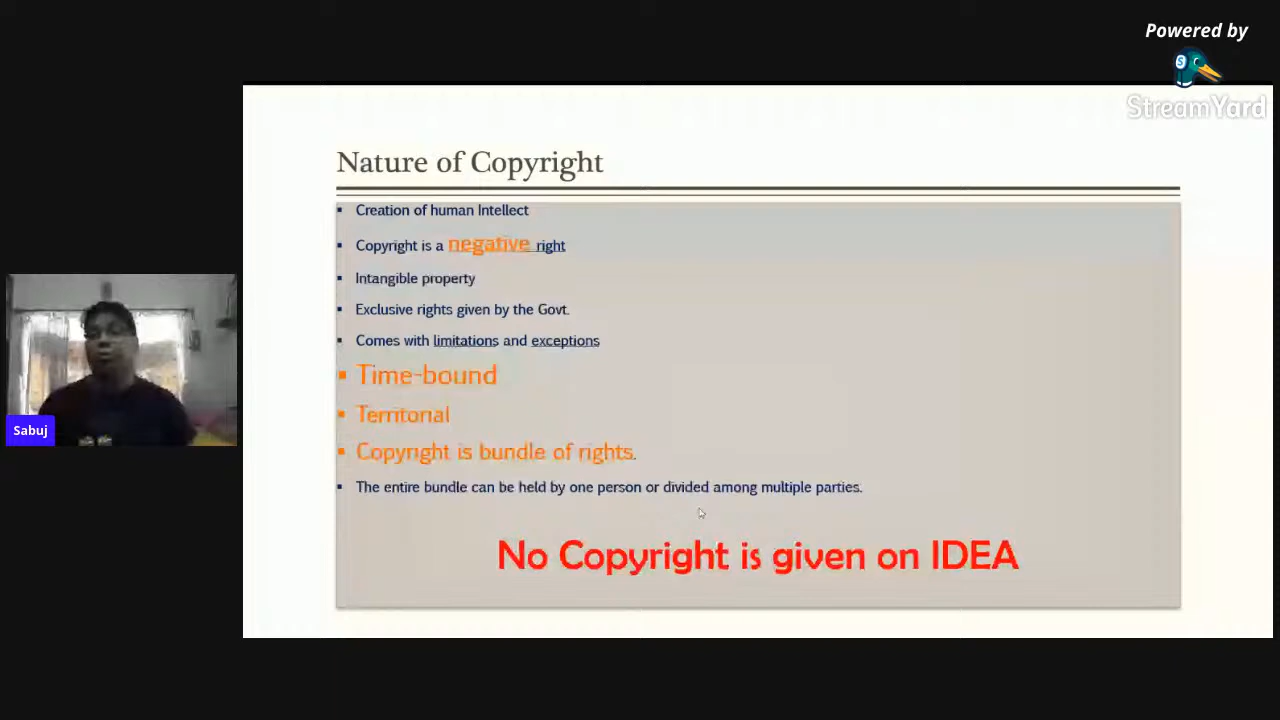 Powered by
StreamYard
Nature of Copyright
Creation of human Intellect
Copyright is a negative right
Intangible property
Exclusive rights given by the Govt.
Comes with limitations and exceptions
Time-bound
Territorial
Copyright is bundle of rights.
The entire bundle can be held by one person or divided among multiple parties.
No Copyright is given on IDEA
Sabuj